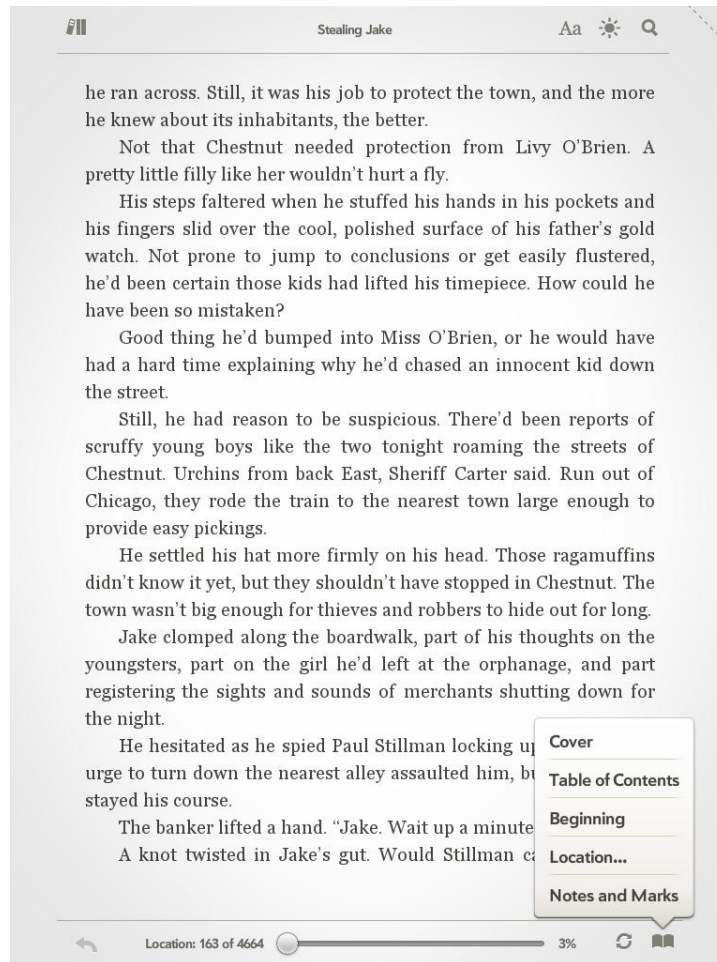 Stealing Jake
Aa
he ran across. Still, it was his job to protect the town, and the more
he knew about its inhabitants, the better.
Not that Chestnut needed protection from Livy O’Brien. A
pretty little filly like her wouldn’t hurt a fly.
His steps faltered when he stuffed his hands in his pockets and
his fingers slid over the cool, polished surface of his father’s gold
watch. Not prone to jump to conclusions or get easily flustered,
he’d been certain those kids had lifted his timepiece. How could he
have been so mistaken?
Good thing he’d bumped into Miss O’Brien, or he would have
had a hard time explaining why he’d chased an innocent kid down
the street.
Still, he had reason to be suspicious. There’d been reports of
scruffy young boys like the two tonight roaming the streets of
Chestnut. Urchins from back East, Sheriff Carter said. Run out of
Chicago, they rode the train to the nearest town large enough to
provide easy pickings.
He settled his hat more firmly on his head. Those ragamuffins
didn’t know it yet, but they shouldn’t have stopped in Chestnut. The
town wasn’t big enough for thieves and robbers to hide out for long.
Jake clomped along the boardwalk, part of his thoughts on the
youngsters, part on the girl he’d left at the orphanage, and part
registering the sights and sounds of merchants shutting down for
the night.
He hesitated as he spied Paul Stillman locking up
urge to turn down the nearest alley assaulted him,
stayed his course.
The banker lifted a hand. “Jake. Wait up a minute
A knot twisted in Jake’s gut. Would Stillman
Cover
Table of Contents
Beginning
Location...
Notes and Marks
Location: 163 of 4664
3%